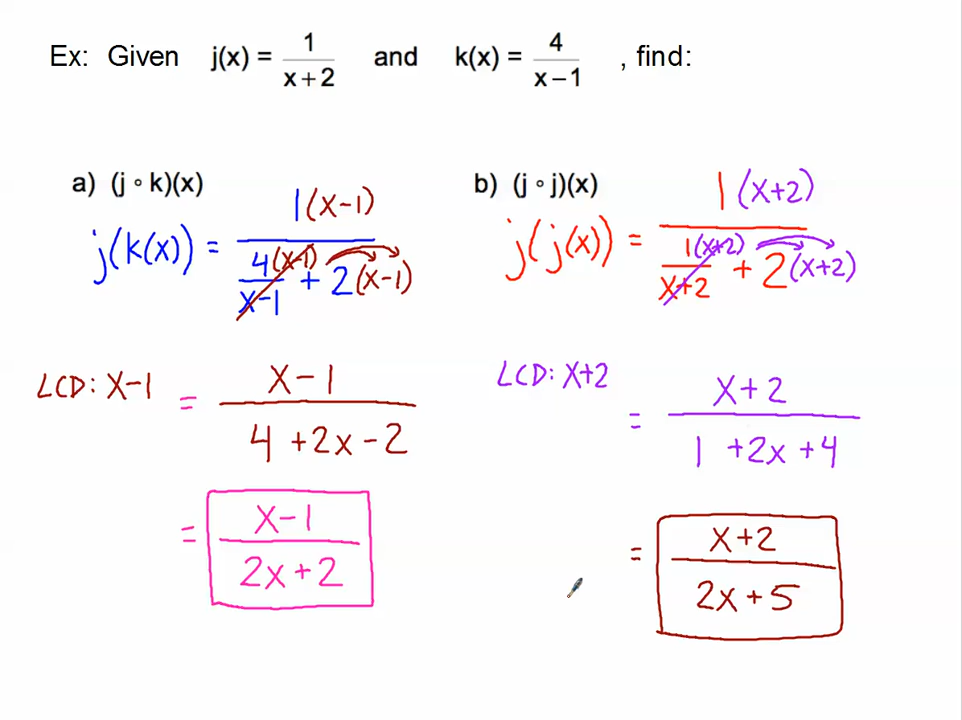 Ex: Given j(x) = 1/(x+2) and k(x) = 4/(x−1) , find:
a) (j ∘ k)(x)
j(k(x)) = 1(x−1) / (4(x−1)/(x−1) + 2(x−1))
LCD: x−1
= (x−1)/(4+2x−2)
= (x−1)/(2x+2)
b) (j ∘ j)(x)
j(j(x)) = 1(x+2) / (1(x+2)/(x+2) + 2(x+2))
LCD: x+2
= (x+2)/(1+2x+4)
= (x+2)/(2x+5)